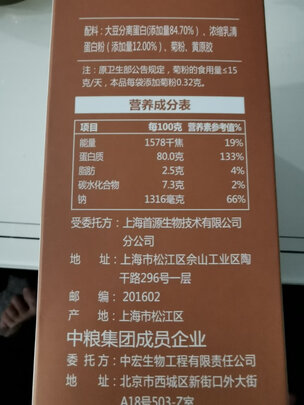 配料：大豆分离蛋白(添加量84.70%）、浓缩乳清
蛋白粉（添加量12.00%）、菊粉、黄原胶
注：原卫生部公告规定，菊粉的食用量≤15
克/天，本品每袋添加菊粉0.32克。
营养成分表
项目 每100克 营养素参考值%
能量 1578千焦 19%
蛋白质 80.0克 133%
脂肪 2.5克 4%
碳水化合物 7.3克 2%
钠 1316毫克 66%
受委托方：上海首源生物技术有限公司
分公司
地 址：上海市松江区佘山工业区陶
干路296号一层
邮 编：201602
产 地：上海市松江区
中粮集团成员企业
委 托 方：中宏生物工程有限责任公司
地 址：北京市西城区新街口外大街
A18号503-Z室